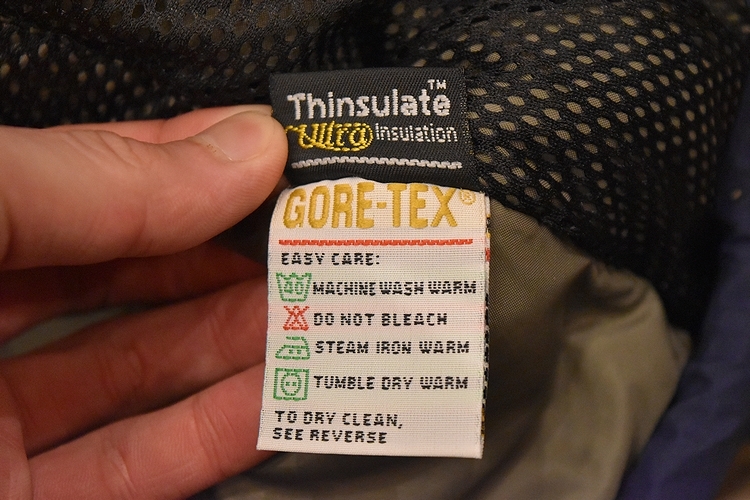 Thinsulate™
Ultra Insulation
GORE-TEX®
EASY CARE:
40 MACHINE WASH WARM
DO NOT BLEACH
STEAM IRON WARM
TUMBLE DRY WARM
TO DRY CLEAN,
SEE REVERSE